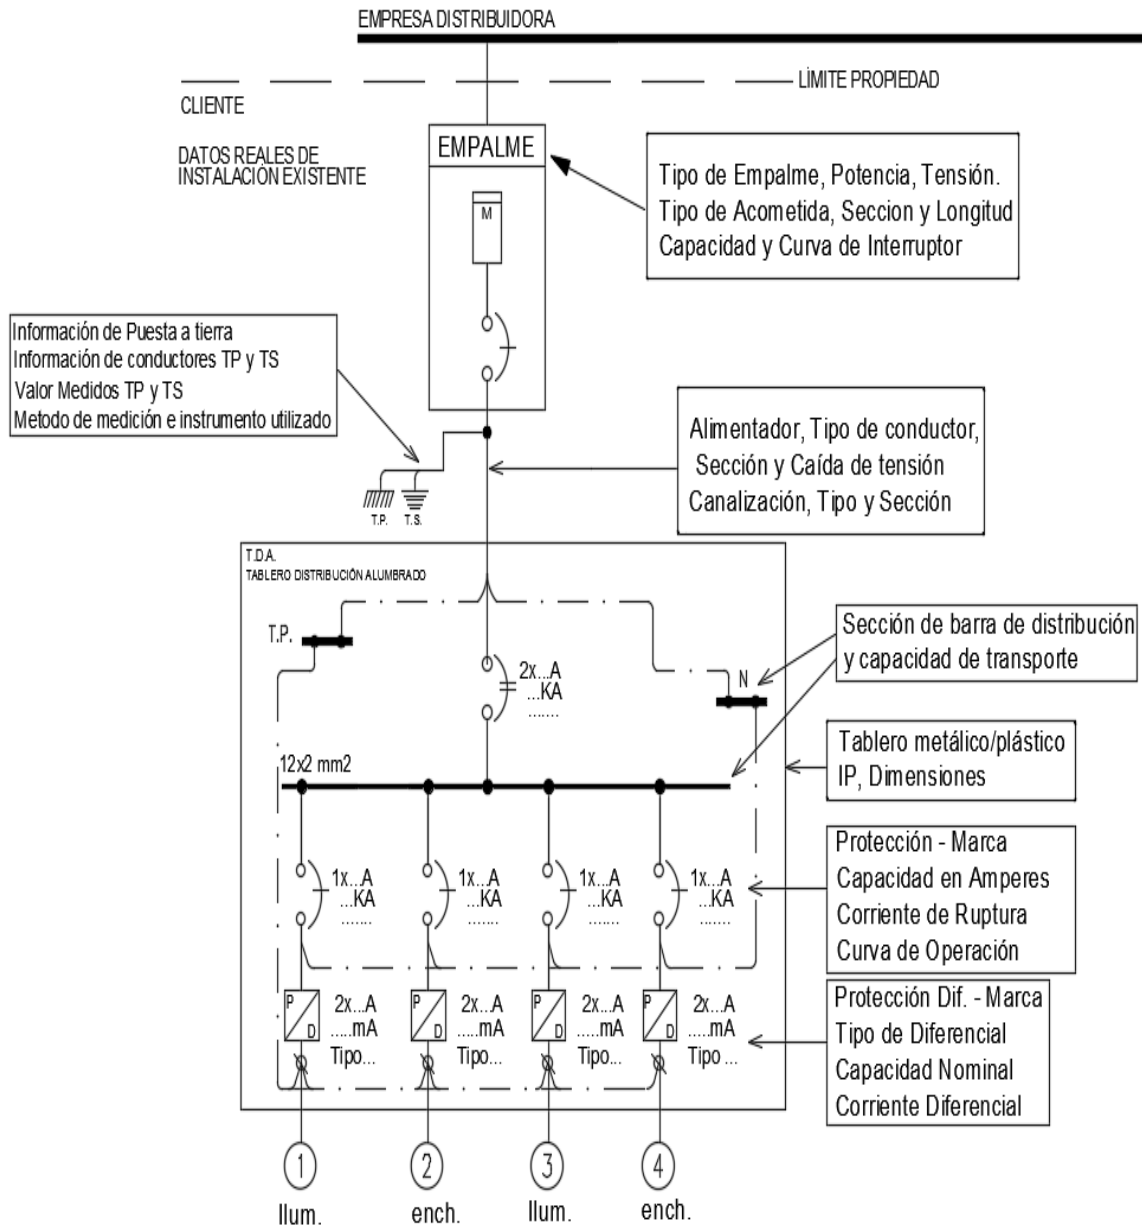 EMPRESA DISTRIBUIDORA
LÍMITE PROPIEDAD
CLIENTE
DATOS REALES DE
INSTALACIÓN EXISTENTE
EMPALME
M
Tipo de Empalme, Potencia, Tensión.
Tipo de Acometida, Seccion y Longitud
Capacidad y Curva de Interruptor
Información de Puesta a tierra
Información de conductores TP y TS
Valor Medidos TP y TS
Metodo de medición e instrumento utilizado
Alimentador, Tipo de conductor,
Sección y Caída de tensión
Canalización, Tipo y Sección
T.P.
T.S.
T.D.A.
TABLERO DISTRIBUCIÓN ALUMBRADO
T.P.
2x...A
...KA
.......
N
Sección de barra de distribución
y capacidad de transporte
12x2 mm2
Tablero metálico/plástico
IP, Dimensiones
1x...A
...KA
.......
1x...A
...KA
.......
1x...A
...KA
.......
1x...A
...KA
.......
Protección - Marca
Capacidad en Amperes
Corriente de Ruptura
Curva de Operación
P
D
2x...A
.....mA
Tipo...
P
D
2x...A
.....mA
Tipo...
P
D
2x...A
.....mA
Tipo...
P
D
2x...A
.....mA
Tipo ...
Protección Dif. - Marca
Tipo de Diferencial
Capacidad Nominal
Corriente Diferencial
1
2
3
4
Ilum.
ench.
Ilum.
ench.